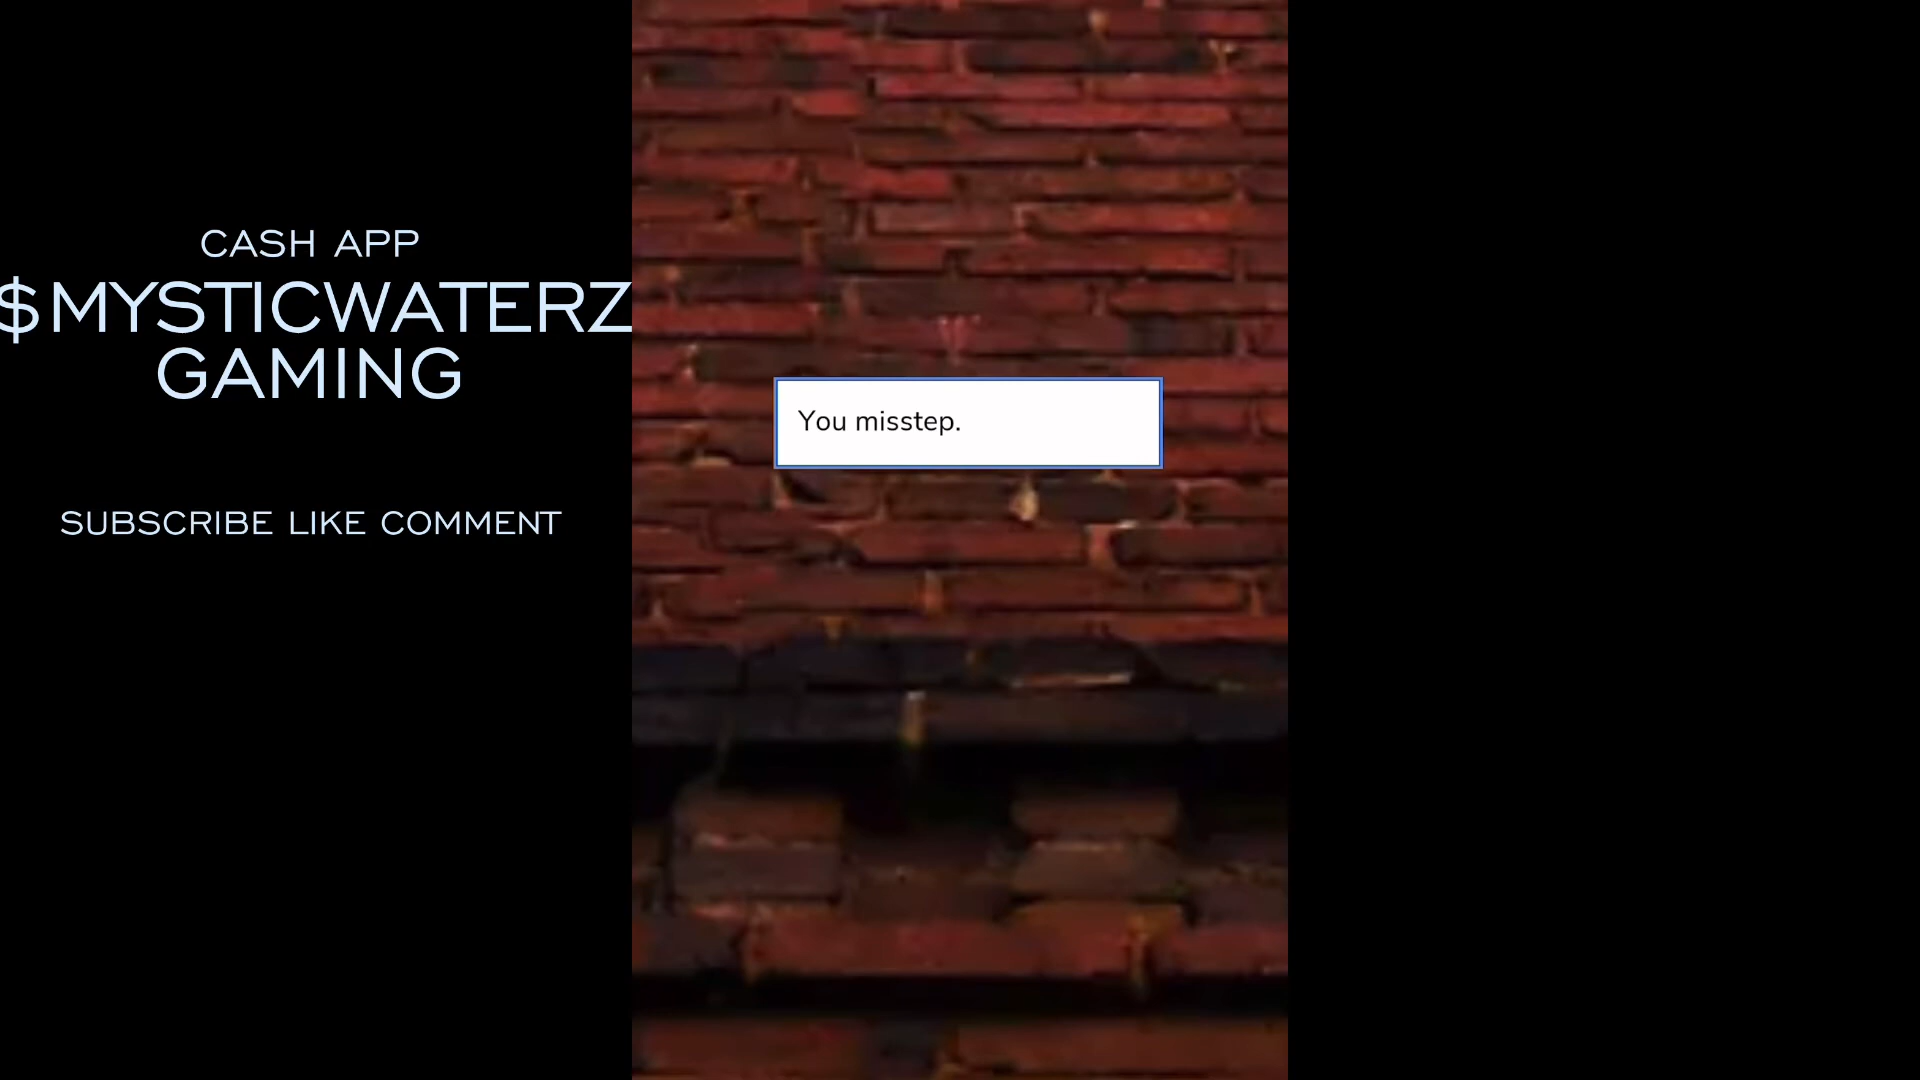 CASH APP
$MYSTICWATERZ
GAMING
SUBSCRIBE LIKE COMMENT
You misstep.